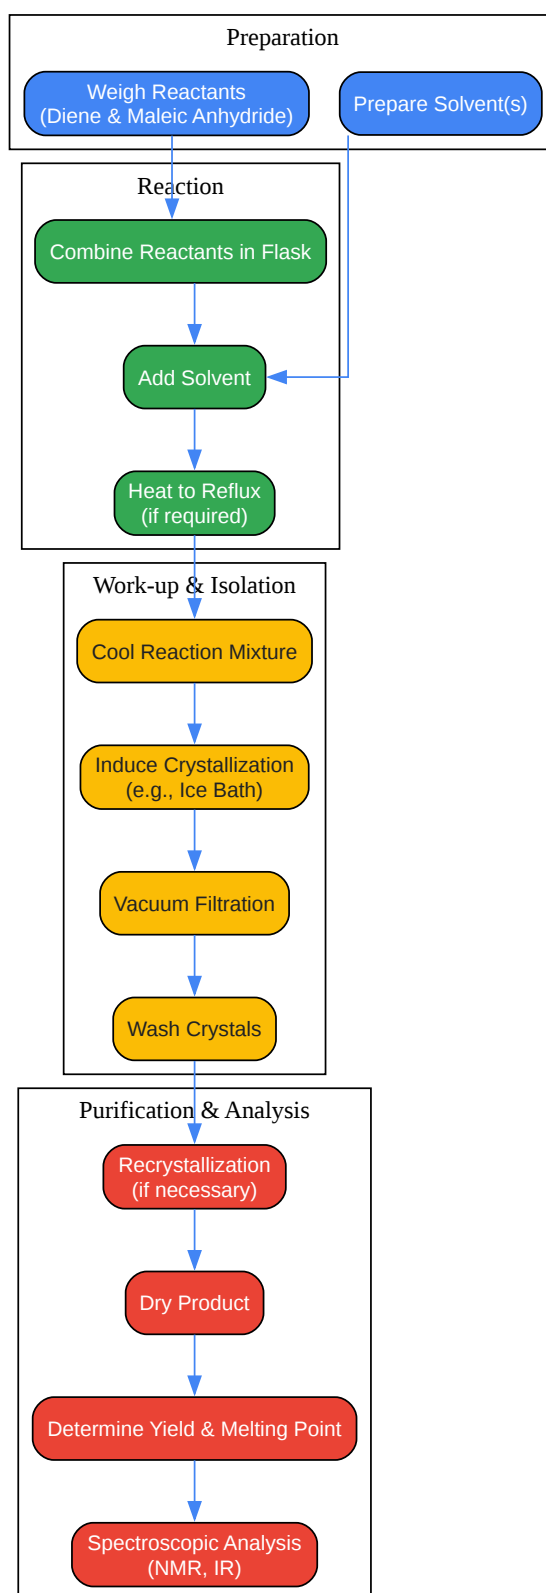 Preparation
Weigh Reactants
(Diene & Maleic Anhydride)
Prepare Solvent(s)
Reaction
Combine Reactants in Flask
Add Solvent
Heat to Reflux
(if required)
Work-up & Isolation
Cool Reaction Mixture
Induce Crystallization
(e.g., Ice Bath)
Vacuum Filtration
Wash Crystals
Purification & Analysis
Recrystallization
(if necessary)
Dry Product
Determine Yield & Melting Point
Spectroscopic Analysis
(NMR, IR)